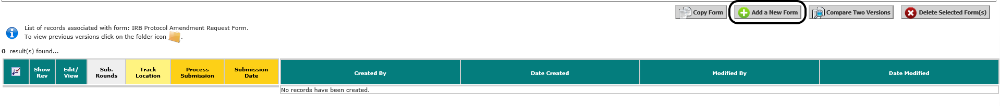 Copy Form Add a New Form Compare Two Versions Delete Selected Form(s)
List of records associated with form: IRB Protocol Amendment Request Form.
To view previous versions click on the folder icon .
0 result(s) found...
Show Rev
Edit/ View
Sub. Rounds
Track Location
Process Submission
Submission Date
Created By
Date Created
Modified By
Date Modified
No records have been created.